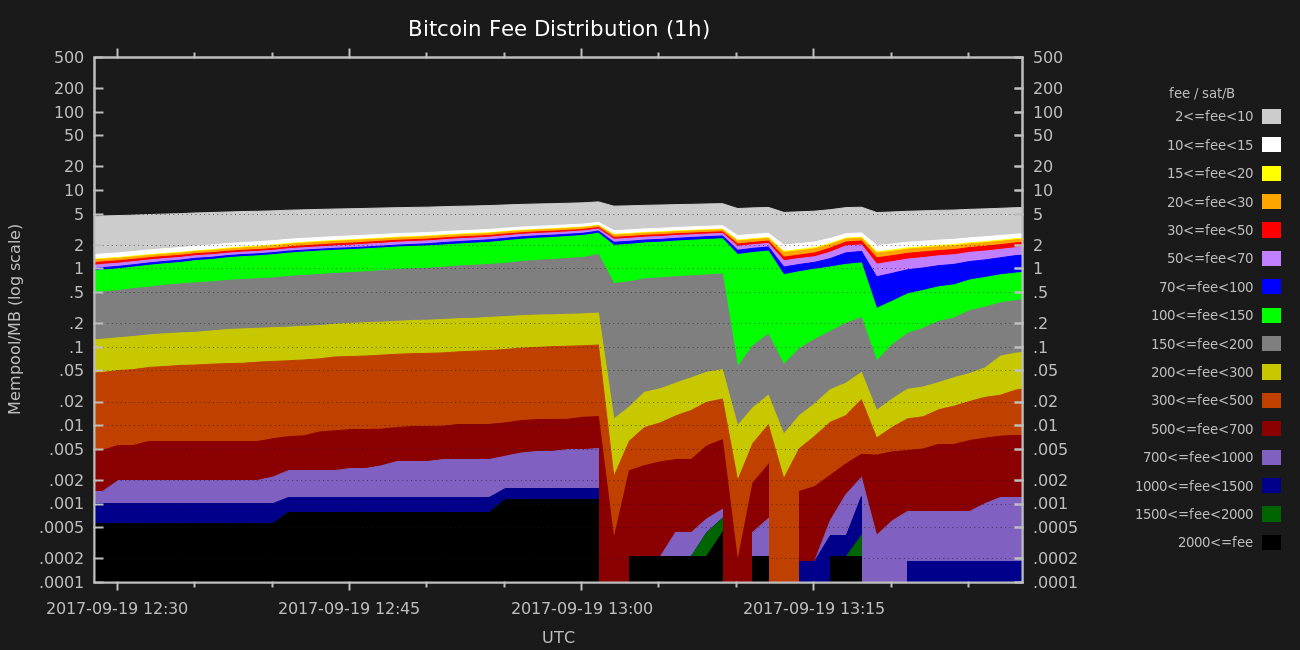 Bitcoin Fee Distribution (1h)
500 500
200 200
100 100
50 50
20 20
10 10
5 5
2 2
1 1
.5 .5
.2 .2
.1 .1
.05 .05
.02 .02
.01 .01
.005 .005
.002 .002
.001 .001
.0005 .0005
.0002 .0002
.0001 .0001
Mempool/MB (log scale)
2017-09-19 12:30 2017-09-19 12:45 2017-09-19 13:00 2017-09-19 13:15
UTC
fee / sat/B
2<=fee<10
10<=fee<15
15<=fee<20
20<=fee<30
30<=fee<50
50<=fee<70
70<=fee<100
100<=fee<150
150<=fee<200
200<=fee<300
300<=fee<500
500<=fee<700
700<=fee<1000
1000<=fee<1500
1500<=fee<2000
2000<=fee